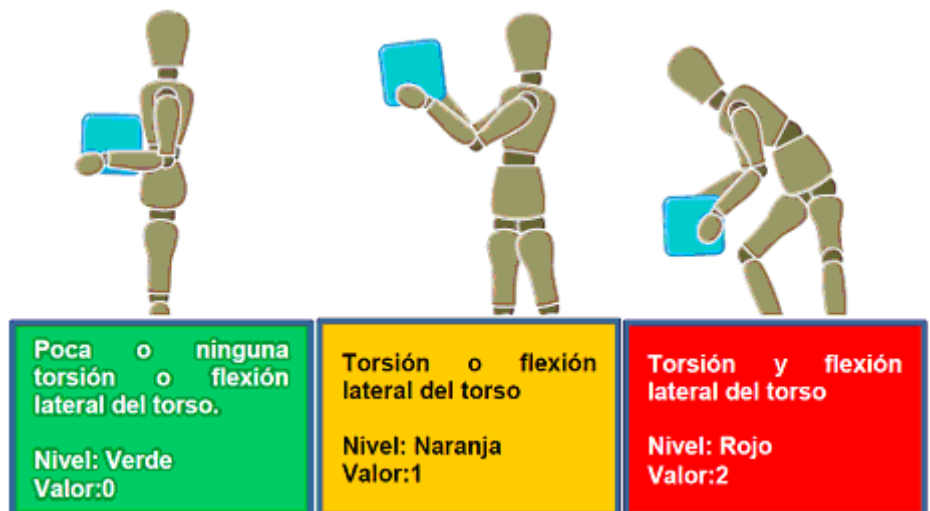 Poca o ninguna
torsión o flexión
lateral del torso.
Nivel: Verde
Valor:0
Torsión o flexión
lateral del torso
Nivel: Naranja
Valor:1
Torsión y flexión
lateral del torso
Nivel: Rojo
Valor:2